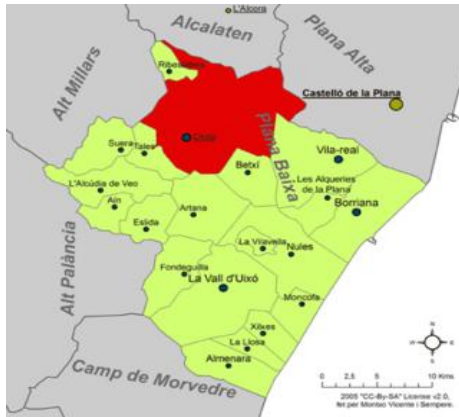 L'Alcora
Alcalaten
Plana Alta
Alt Millars
Castelló de la Plana
Onda
Plana Baixa
Suera
Tales
Betxí
Vila-real
L'Alcúdia de Veo
Les Alqueries
de la Plana
Aín
Artana
Borriana
Eslida
La Vilavella
Nules
Alt Palància
Fondeguilla
La Vall d'Uixó
Moncofa
Xilxes
La Llosa
Almenara
Camp de Morvedre
N
W
E
S
0
2,5
5
10 Kms
2005 "CC-By-SA" License v2.0,
fet per Montso Vicente i Sempere.